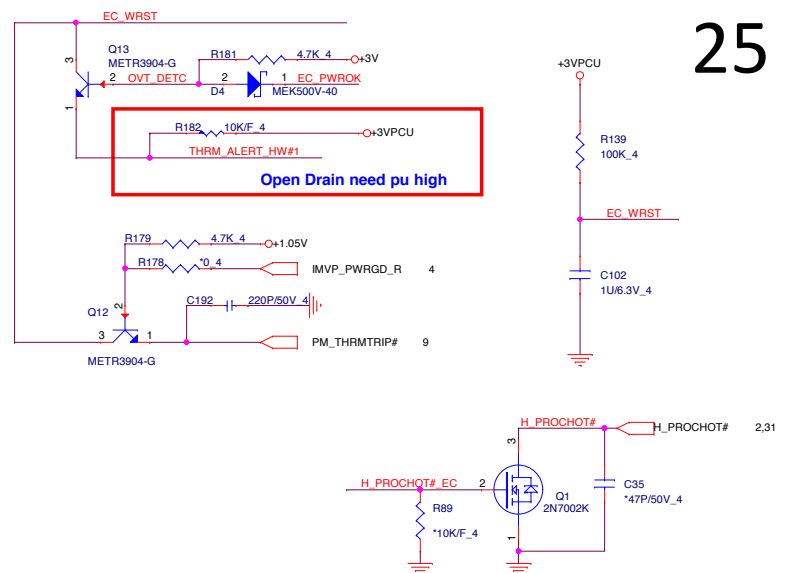 EC_WRST
25
Q13
METR3904-G
3
2
1
OVT_DETC
R181
4.7K_4
+3V
D4
2
1
EC_PWROK
MEK500V-40
R182
10K/F_4
+3VPCU
THRM_ALERT_HW#1
Open Drain need pu high
+3VPCU
R139
100K_4
EC_WRST
C102
1U/6.3V_4
R179
4.7K_4
+1.05V
R178
*0_4
IMVP_PWRGD_R
4
Q12
2
3
1
METR3904-G
C192
220P/50V_4
PM_THRMTRIP#
9
H_PROCHOT#
H_PROCHOT#
2,31
3
H_PROCHOT#_EC
2
Q1
2N7002K
1
C35
*47P/50V_4
R89
*10K/F_4